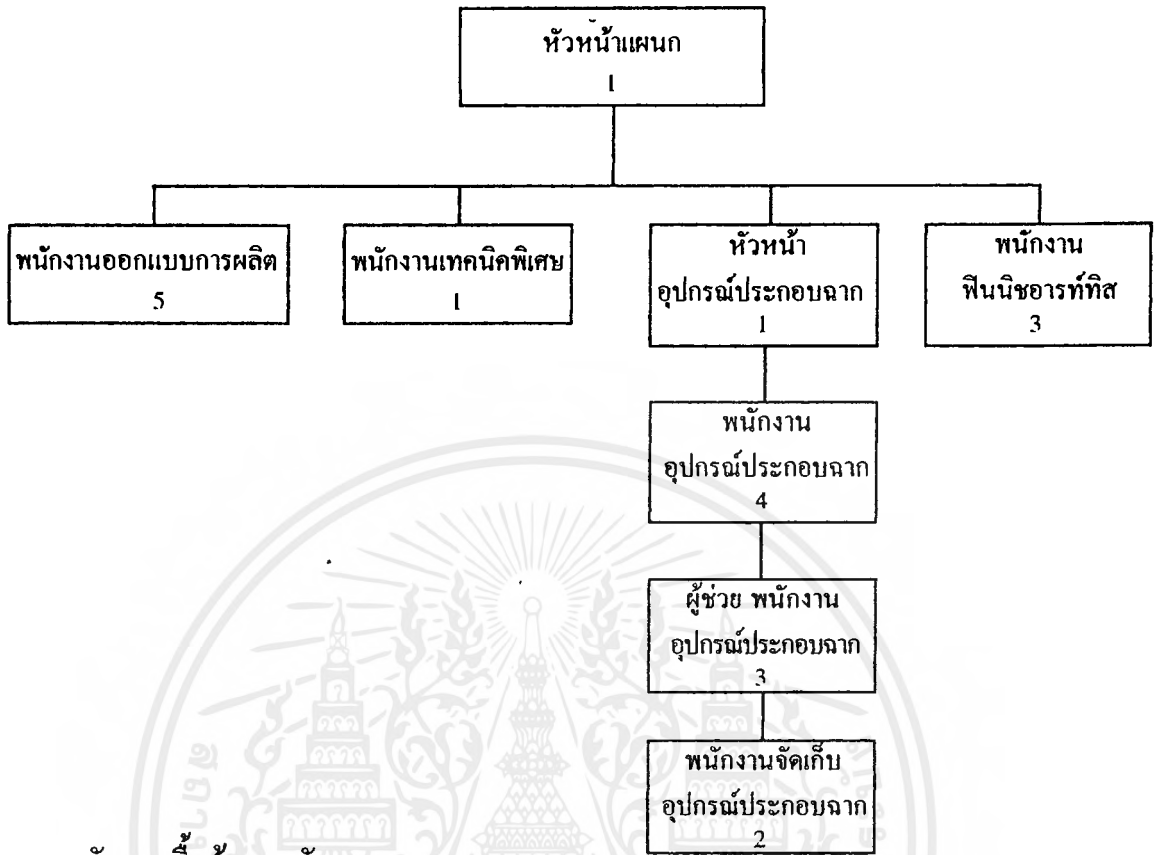 หัวหน้าแผนก
1
พนักงานออกแบบการผลิต
5
พนักงานเทคนิคพิเศษ
1
หัวหน้า
อุปกรณ์ประกอบฉาก
1
พนักงาน
ฟินนิชอารท์ทิส
3
พนักงาน
อุปกรณ์ประกอบฉาก
4
ผู้ช่วย พนักงาน
อุปกรณ์ประกอบฉาก
3
พนักงานจัดเก็บ
อุปกรณ์ประกอบฉาก
2